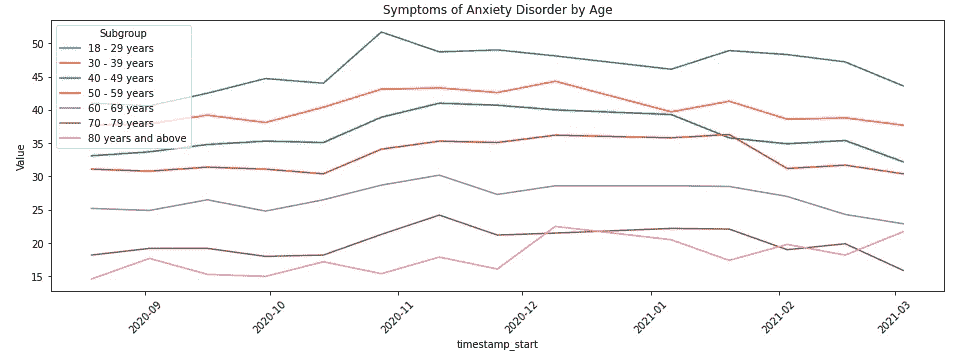 Symptoms of Anxiety Disorder by Age
Subgroup
18 - 29 years
30 - 39 years
40 - 49 years
50 - 59 years
60 - 69 years
70 - 79 years
80 years and above
Value
50
45
40
35
30
25
20
15
2020-09
2020-10
2020-11
2020-12
2021-01
2021-02
2021-03
timestamp_start